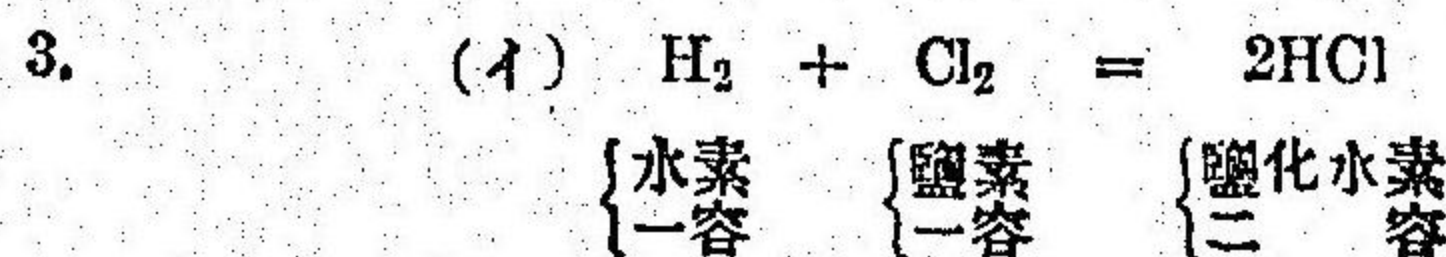 3. (イ) H₂ + Cl₂ = 2HCl
{水素 {鹽素 {鹽化水素
{一容 {一容 {二容